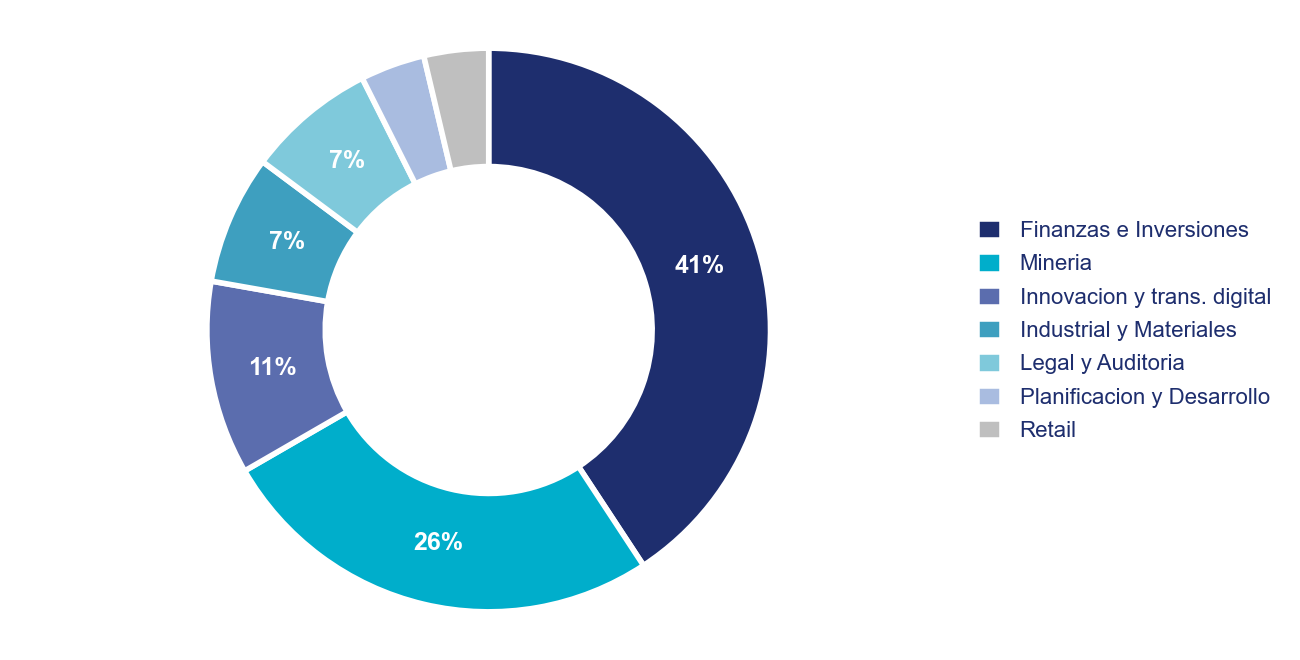 41%
26%
11%
7%
7%
Finanzas e Inversiones
Mineria
Innovacion y trans. digital
Industrial y Materiales
Legal y Auditoria
Planificacion y Desarrollo
Retail